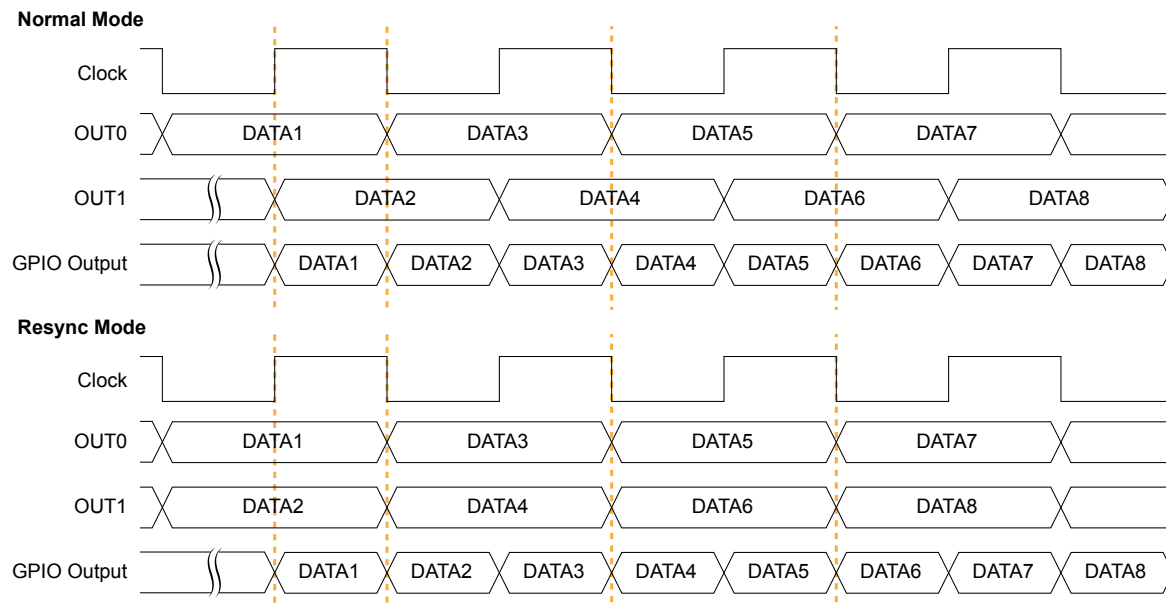 Normal Mode
Clock
OUT0 DATA1 DATA3 DATA5 DATA7
OUT1 DATA2 DATA4 DATA6 DATA8
GPIO Output DATA1 DATA2 DATA3 DATA4 DATA5 DATA6 DATA7 DATA8
Resync Mode
Clock
OUT0 DATA1 DATA3 DATA5 DATA7
OUT1 DATA2 DATA4 DATA6 DATA8
GPIO Output DATA1 DATA2 DATA3 DATA4 DATA5 DATA6 DATA7 DATA8